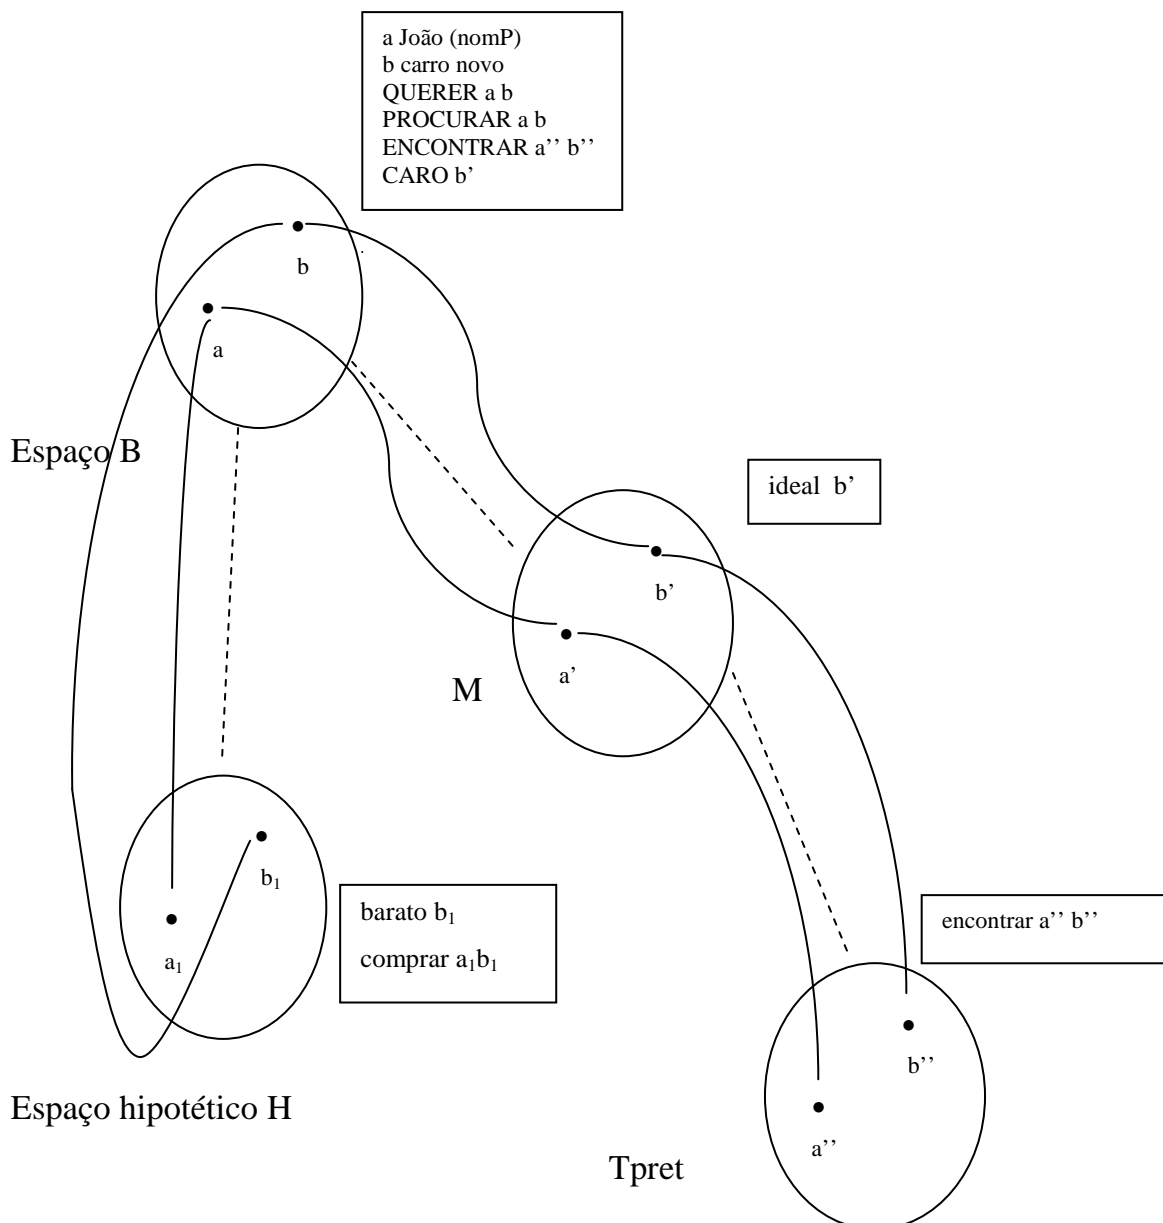 a João (nomP)
b carro novo
QUERER a b
PROCURAR a b
ENCONTRAR a’’ b’’
CARO b’
b
a
Espaço B
ideal b’
b’
a’
M
b₁
a₁
barato b₁
comprar a₁b₁
encontrar a’’ b’’
b’’
a’’
Espaço hipotético H
Tpret